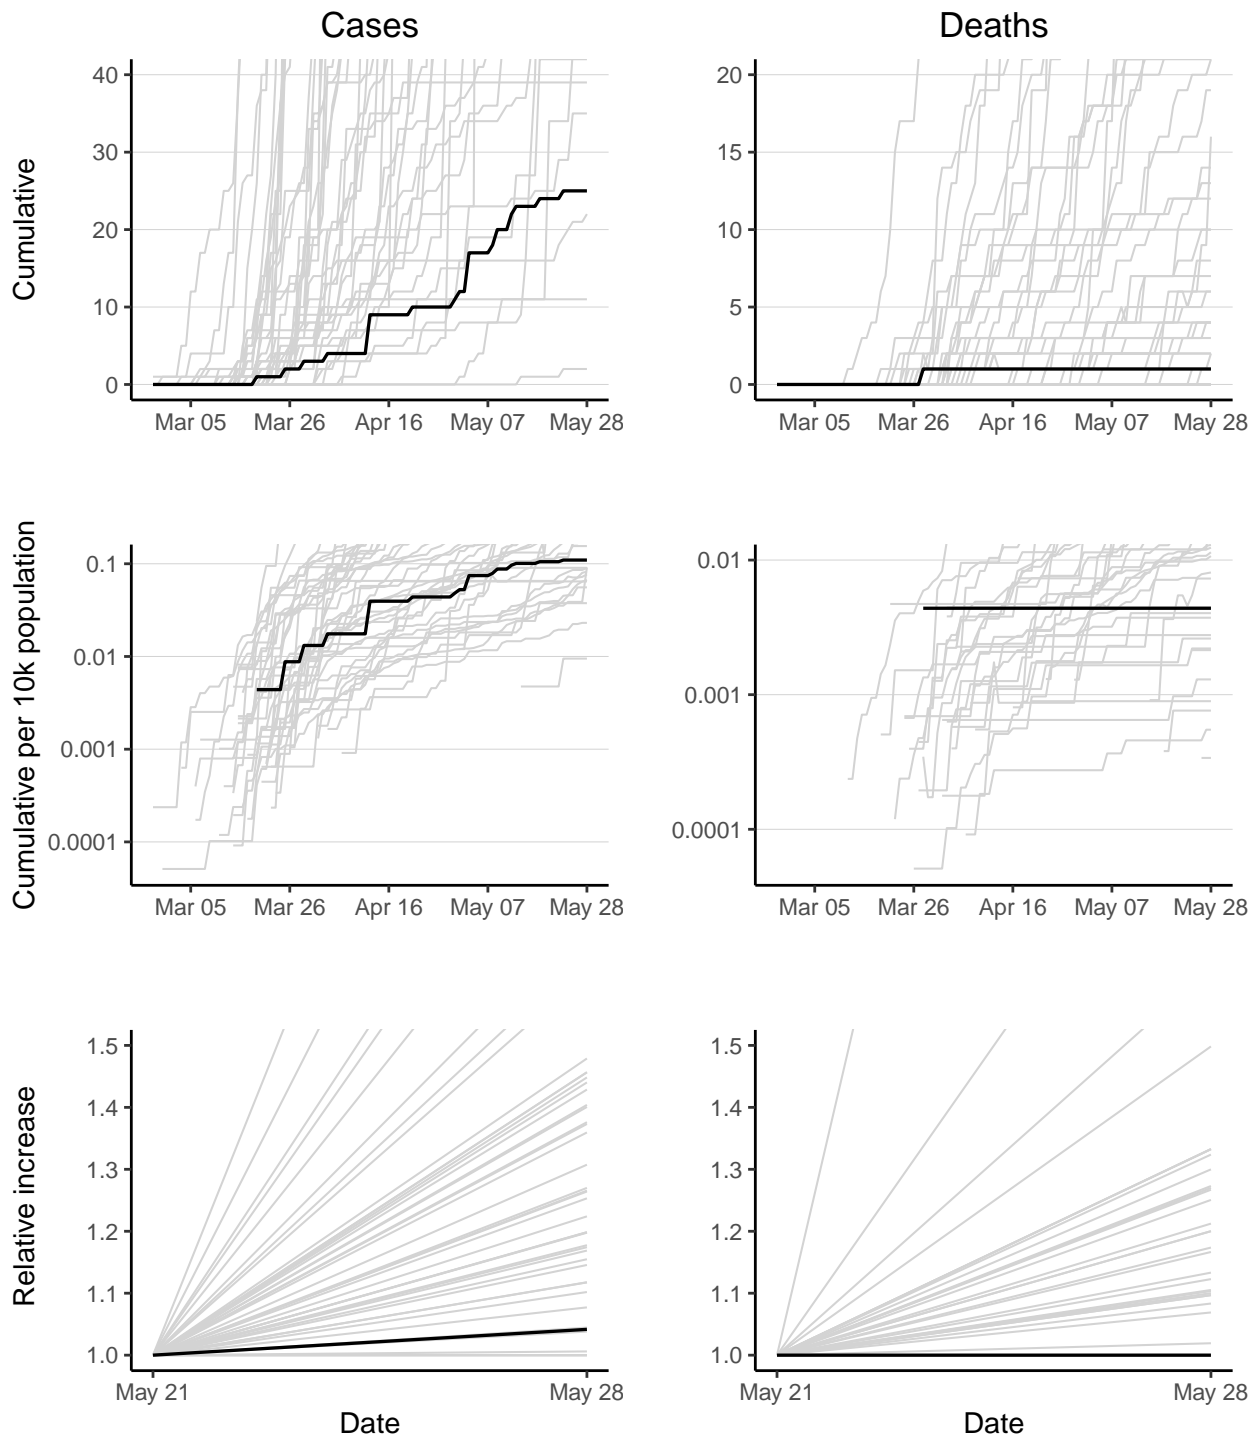 Cases
Deaths
Cumulative
40
30
20
10
0
Mar 05 Mar 26 Apr 16 May 07 May 28
20
15
10
5
0
Mar 05 Mar 26 Apr 16 May 07 May 28
Cumulative per 10k population
0.1
0.01
0.001
0.0001
Mar 05 Mar 26 Apr 16 May 07 May 28
0.01
0.001
0.0001
Mar 05 Mar 26 Apr 16 May 07 May 28
Relative increase
1.5
1.4
1.3
1.2
1.1
1.0
May 21 May 28
Date
1.5
1.4
1.3
1.2
1.1
1.0
May 21 May 28
Date